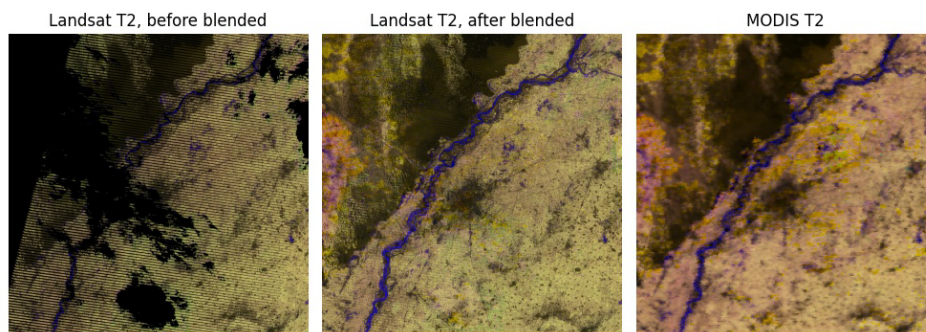 Landsat T2, before blended
Landsat T2, after blended
MODIS T2